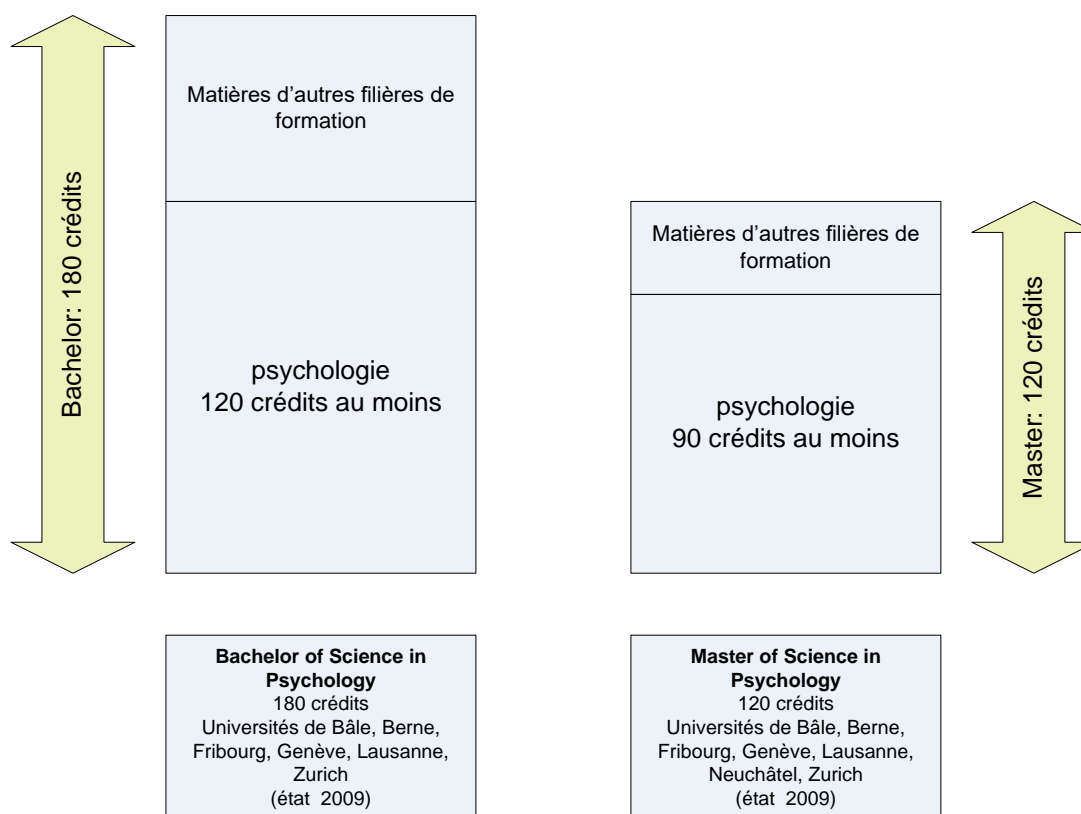 Bachelor: 180 crédits
Matières d'autres filières de
formation
psychologie
120 crédits au moins
Matières d'autres filières de
formation
psychologie
90 crédits au moins
Master: 120 crédits
Bachelor of Science in
Psychology
180 crédits
Universités de Bâle, Berne,
Fribourg, Genève, Lausanne,
Zurich
(état 2009)
Master of Science in
Psychology
120 crédits
Universités de Bâle, Berne,
Fribourg, Genève, Lausanne,
Neuchâtel, Zurich
(état 2009)